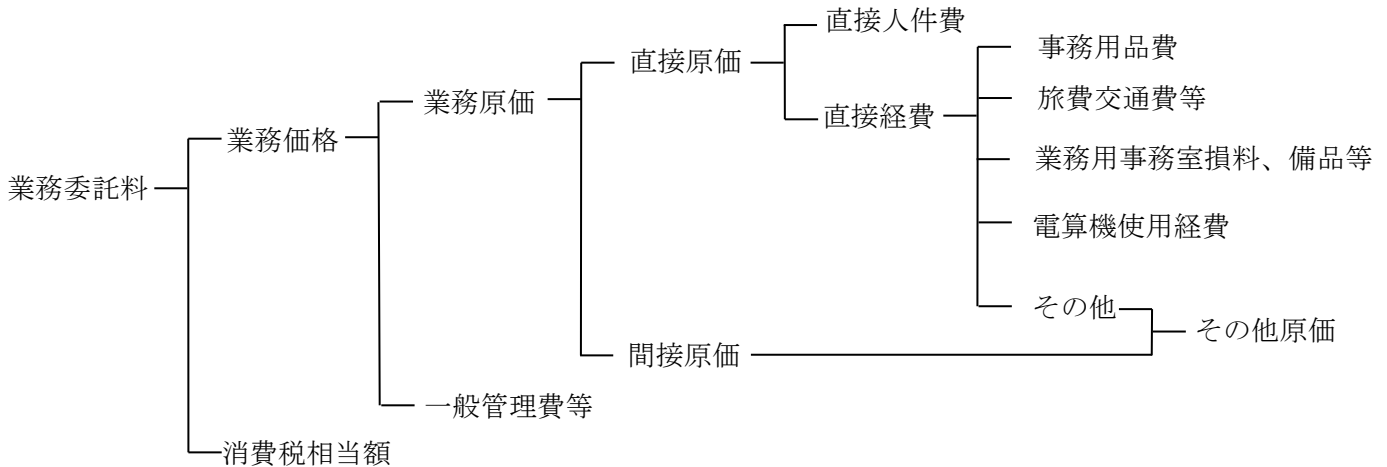 直接人件費
事務用品費
直接原価
旅費交通費等
業務原価
直接経費
業務価格
業務用事務室損料、備品等
業務委託料
電算機使用経費
その他
その他原価
間接原価
一般管理費等
消費税相当額